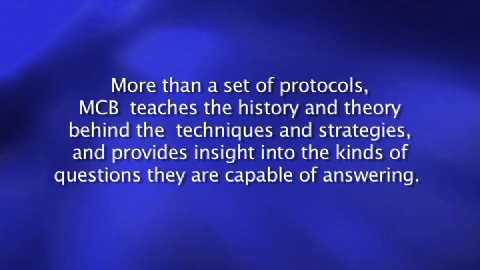 More than a set of protocols,
MCB teaches the history and theory
behind the techniques and strategies,
and provides insight into the kinds of
questions they are capable of answering.